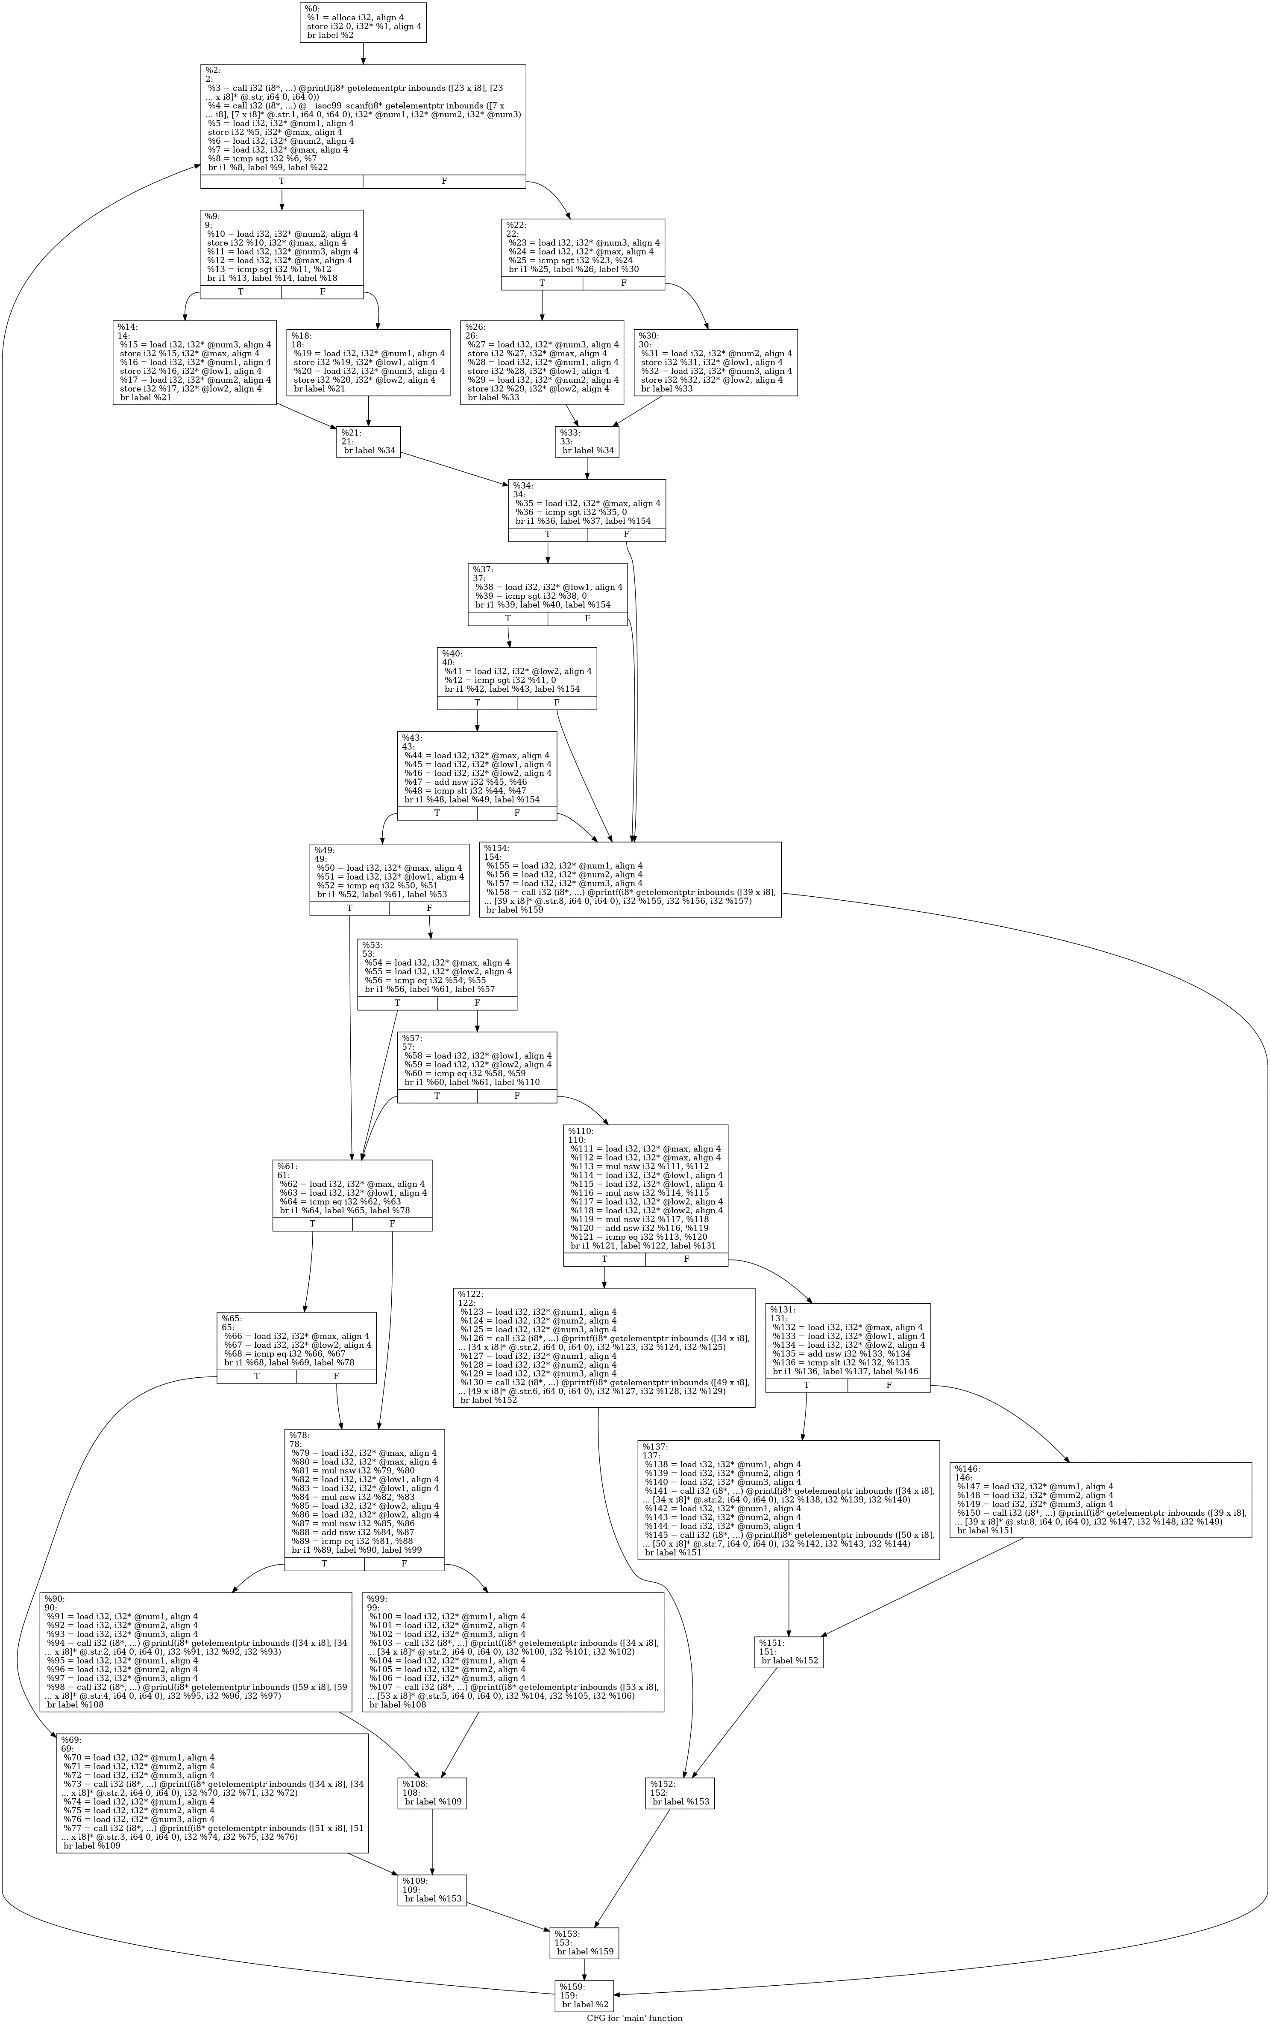 %0:
%1 = alloca i32, align 4
store i32 0, i32* %1, align 4
br label %2
%2:
2:
%3 = call i32 (i8*, ...) @printf(i8* getelementptr inbounds ([23 x i8], [23
... x i8]* @.str, i64 0, i64 0))
%4 = call i32 (i8*, ...) @__isoc99_scanf(i8* getelementptr inbounds ([7 x
... i8], [7 x i8]* @.str.1, i64 0, i64 0), i32* @num1, i32* @num2, i32* @num3)
%5 = load i32, i32* @num1, align 4
store i32 %5, i32* @max, align 4
%6 = load i32, i32* @num2, align 4
%7 = load i32, i32* @max, align 4
%8 = icmp sgt i32 %6, %7
br i1 %8, label %9, label %22
T F
%9:
9:
%10 = load i32, i32* @num2, align 4
store i32 %10, i32* @max, align 4
%11 = load i32, i32* @num3, align 4
%12 = load i32, i32* @max, align 4
%13 = icmp sgt i32 %11, %12
br i1 %13, label %14, label %18
T F
%22:
22:
%23 = load i32, i32* @num3, align 4
%24 = load i32, i32* @max, align 4
%25 = icmp sgt i32 %23, %24
br i1 %25, label %26, label %30
T F
%14:
14:
%15 = load i32, i32* @num3, align 4
store i32 %15, i32* @max, align 4
%16 = load i32, i32* @num1, align 4
store i32 %16, i32* @low1, align 4
%17 = load i32, i32* @num2, align 4
store i32 %17, i32* @low2, align 4
br label %21
%18:
18:
%19 = load i32, i32* @num1, align 4
store i32 %19, i32* @low1, align 4
%20 = load i32, i32* @num3, align 4
store i32 %20, i32* @low2, align 4
br label %21
%26:
26:
%27 = load i32, i32* @num3, align 4
store i32 %27, i32* @max, align 4
%28 = load i32, i32* @num1, align 4
store i32 %28, i32* @low1, align 4
%29 = load i32, i32* @num2, align 4
store i32 %29, i32* @low2, align 4
br label %33
%30:
30:
%31 = load i32, i32* @num2, align 4
store i32 %31, i32* @low1, align 4
%32 = load i32, i32* @num3, align 4
store i32 %32, i32* @low2, align 4
br label %33
%21:
21:
br label %34
%33:
33:
br label %34
%34:
34:
%35 = load i32, i32* @max, align 4
%36 = icmp sgt i32 %35, 0
br i1 %36, label %37, label %154
T F
%37:
37:
%38 = load i32, i32* @low1, align 4
%39 = icmp sgt i32 %38, 0
br i1 %39, label %40, label %154
T F
%40:
40:
%41 = load i32, i32* @low2, align 4
%42 = icmp sgt i32 %41, 0
br i1 %42, label %43, label %154
T F
%43:
43:
%44 = load i32, i32* @max, align 4
%45 = load i32, i32* @low1, align 4
%46 = load i32, i32* @low2, align 4
%47 = add nsw i32 %45, %46
%48 = icmp slt i32 %44, %47
br i1 %48, label %49, label %154
T F
%49:
49:
%50 = load i32, i32* @max, align 4
%51 = load i32, i32* @low1, align 4
%52 = icmp eq i32 %50, %51
br i1 %52, label %61, label %53
T F
%154:
154:
%155 = load i32, i32* @num1, align 4
%156 = load i32, i32* @num2, align 4
%157 = load i32, i32* @num3, align 4
%158 = call i32 (i8*, ...) @printf(i8* getelementptr inbounds ([39 x i8],
... [39 x i8]* @.str.8, i64 0, i64 0), i32 %155, i32 %156, i32 %157)
br label %159
%53:
53:
%54 = load i32, i32* @max, align 4
%55 = load i32, i32* @low2, align 4
%56 = icmp eq i32 %54, %55
br i1 %56, label %61, label %57
T F
%57:
57:
%58 = load i32, i32* @low1, align 4
%59 = load i32, i32* @low2, align 4
%60 = icmp eq i32 %58, %59
br i1 %60, label %61, label %110
T F
%61:
61:
%62 = load i32, i32* @max, align 4
%63 = load i32, i32* @low1, align 4
%64 = icmp eq i32 %62, %63
br i1 %64, label %65, label %78
T F
%110:
110:
%111 = load i32, i32* @max, align 4
%112 = load i32, i32* @max, align 4
%113 = mul nsw i32 %111, %112
%114 = load i32, i32* @low1, align 4
%115 = load i32, i32* @low1, align 4
%116 = mul nsw i32 %114, %115
%117 = load i32, i32* @low2, align 4
%118 = load i32, i32* @low2, align 4
%119 = mul nsw i32 %117, %118
%120 = add nsw i32 %116, %119
%121 = icmp eq i32 %113, %120
br i1 %121, label %122, label %131
T F
%65:
65:
%66 = load i32, i32* @max, align 4
%67 = load i32, i32* @low2, align 4
%68 = icmp eq i32 %66, %67
br i1 %68, label %69, label %78
T F
%122:
122:
%123 = load i32, i32* @num1, align 4
%124 = load i32, i32* @num2, align 4
%125 = load i32, i32* @num3, align 4
%126 = call i32 (i8*, ...) @printf(i8* getelementptr inbounds ([34 x i8],
... [34 x i8]* @.str.2, i64 0, i64 0), i32 %123, i32 %124, i32 %125)
%127 = load i32, i32* @num1, align 4
%128 = load i32, i32* @num2, align 4
%129 = load i32, i32* @num3, align 4
%130 = call i32 (i8*, ...) @printf(i8* getelementptr inbounds ([49 x i8],
... [49 x i8]* @.str.6, i64 0, i64 0), i32 %127, i32 %128, i32 %129)
br label %152
%131:
131:
%132 = load i32, i32* @max, align 4
%133 = load i32, i32* @low1, align 4
%134 = load i32, i32* @low2, align 4
%135 = add nsw i32 %133, %134
%136 = icmp slt i32 %132, %135
br i1 %136, label %137, label %146
T F
%78:
78:
%79 = load i32, i32* @max, align 4
%80 = load i32, i32* @max, align 4
%81 = mul nsw i32 %79, %80
%82 = load i32, i32* @low1, align 4
%83 = load i32, i32* @low1, align 4
%84 = mul nsw i32 %82, %83
%85 = load i32, i32* @low2, align 4
%86 = load i32, i32* @low2, align 4
%87 = mul nsw i32 %85, %86
%88 = add nsw i32 %84, %87
%89 = icmp eq i32 %81, %88
br i1 %89, label %90, label %99
T F
%137:
137:
%138 = load i32, i32* @num1, align 4
%139 = load i32, i32* @num2, align 4
%140 = load i32, i32* @num3, align 4
%141 = call i32 (i8*, ...) @printf(i8* getelementptr inbounds ([34 x i8],
... [34 x i8]* @.str.2, i64 0, i64 0), i32 %138, i32 %139, i32 %140)
%142 = load i32, i32* @num1, align 4
%143 = load i32, i32* @num2, align 4
%144 = load i32, i32* @num3, align 4
%145 = call i32 (i8*, ...) @printf(i8* getelementptr inbounds ([50 x i8],
... [50 x i8]* @.str.7, i64 0, i64 0), i32 %142, i32 %143, i32 %144)
br label %151
%146:
146:
%147 = load i32, i32* @num1, align 4
%148 = load i32, i32* @num2, align 4
%149 = load i32, i32* @num3, align 4
%150 = call i32 (i8*, ...) @printf(i8* getelementptr inbounds ([39 x i8],
... [39 x i8]* @.str.8, i64 0, i64 0), i32 %147, i32 %148, i32 %149)
br label %151
%90:
90:
%91 = load i32, i32* @num1, align 4
%92 = load i32, i32* @num2, align 4
%93 = load i32, i32* @num3, align 4
%94 = call i32 (i8*, ...) @printf(i8* getelementptr inbounds ([34 x i8], [34
... x i8]* @.str.2, i64 0, i64 0), i32 %91, i32 %92, i32 %93)
%95 = load i32, i32* @num1, align 4
%96 = load i32, i32* @num2, align 4
%97 = load i32, i32* @num3, align 4
%98 = call i32 (i8*, ...) @printf(i8* getelementptr inbounds ([59 x i8], [59
... x i8]* @.str.4, i64 0, i64 0), i32 %95, i32 %96, i32 %97)
br label %108
%99:
99:
%100 = load i32, i32* @num1, align 4
%101 = load i32, i32* @num2, align 4
%102 = load i32, i32* @num3, align 4
%103 = call i32 (i8*, ...) @printf(i8* getelementptr inbounds ([34 x i8],
... [34 x i8]* @.str.2, i64 0, i64 0), i32 %100, i32 %101, i32 %102)
%104 = load i32, i32* @num1, align 4
%105 = load i32, i32* @num2, align 4
%106 = load i32, i32* @num3, align 4
%107 = call i32 (i8*, ...) @printf(i8* getelementptr inbounds ([53 x i8],
... [53 x i8]* @.str.5, i64 0, i64 0), i32 %104, i32 %105, i32 %106)
br label %108
%151:
151:
br label %152
%69:
69:
%70 = load i32, i32* @num1, align 4
%71 = load i32, i32* @num2, align 4
%72 = load i32, i32* @num3, align 4
%73 = call i32 (i8*, ...) @printf(i8* getelementptr inbounds ([34 x i8], [34
... x i8]* @.str.2, i64 0, i64 0), i32 %70, i32 %71, i32 %72)
%74 = load i32, i32* @num1, align 4
%75 = load i32, i32* @num2, align 4
%76 = load i32, i32* @num3, align 4
%77 = call i32 (i8*, ...) @printf(i8* getelementptr inbounds ([51 x i8], [51
... x i8]* @.str.3, i64 0, i64 0), i32 %74, i32 %75, i32 %76)
br label %109
%108:
108:
br label %109
%152:
152:
br label %153
%109:
109:
br label %153
%153:
153:
br label %159
%159:
159:
br label %2
CFG for 'main' function